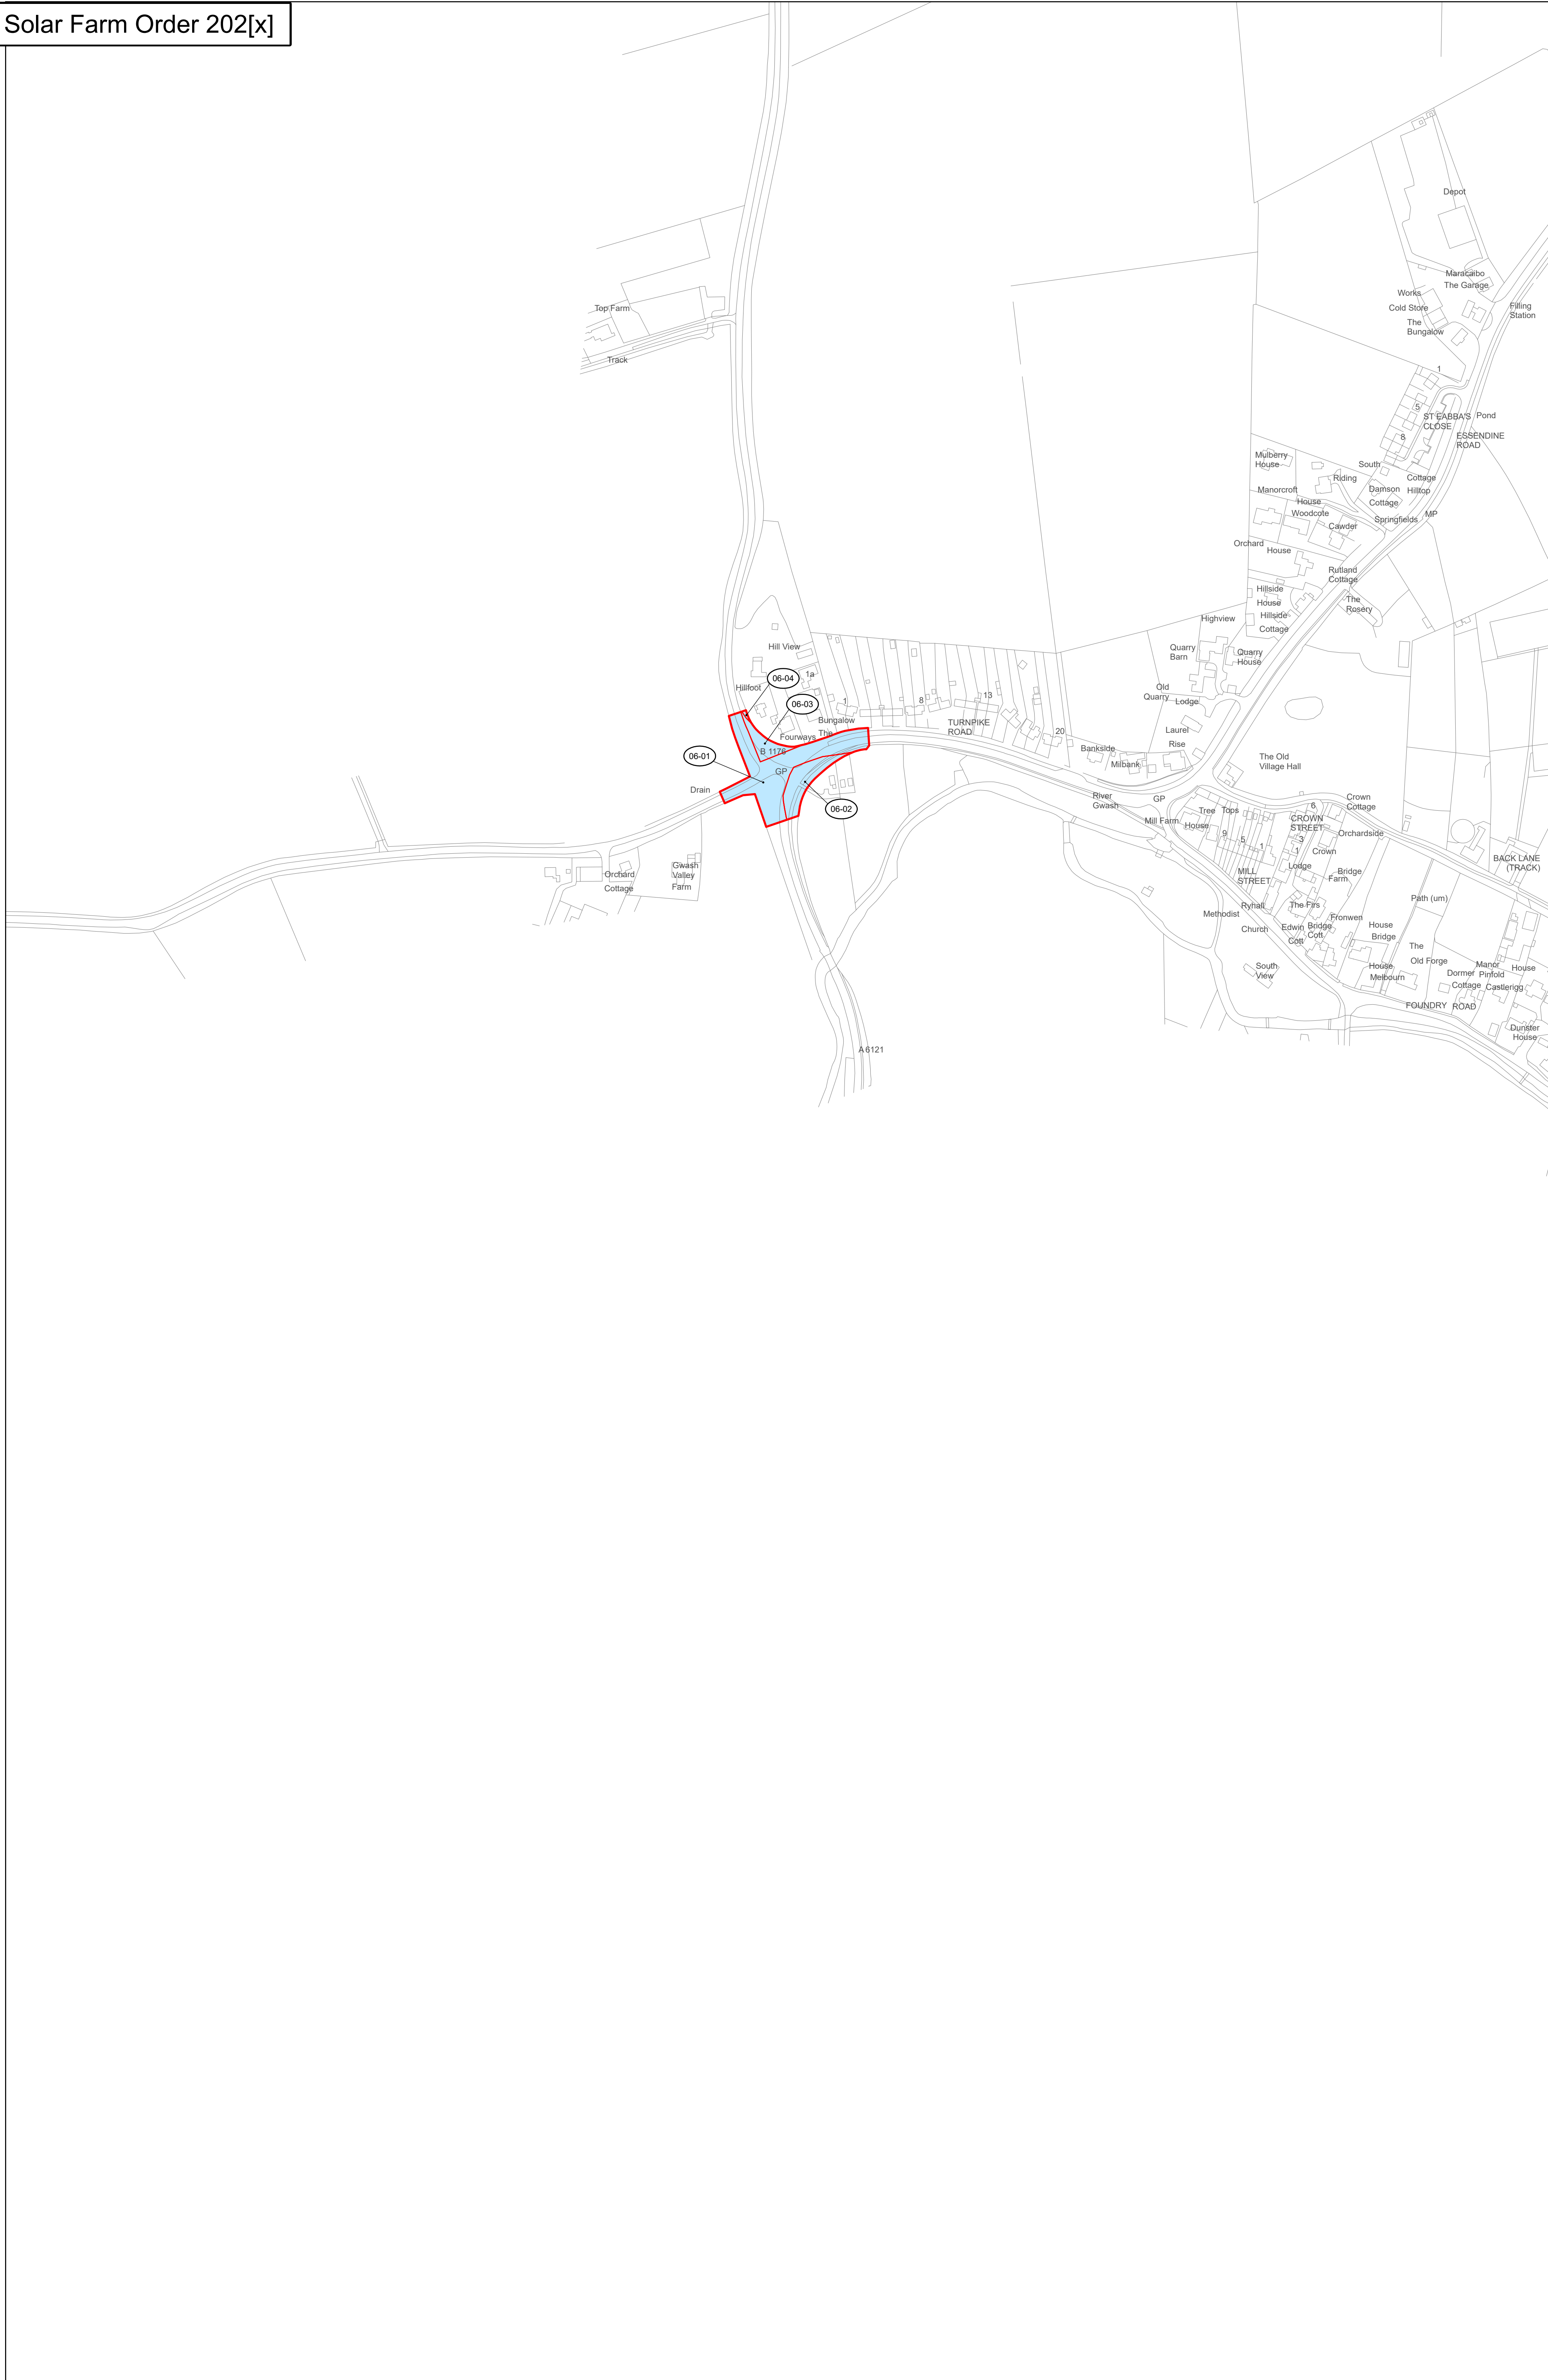 Solar Farm Order 202[x]
Depot
Maracaibo
The Garage
Works
Cold Store
The
Bungalow
Filling
Station
Top Farm
Track
1
5
8
ST EABBA'S
CLOSE
Pond
ESSENDINE
ROAD
Mulberry
House
South
Riding
Cottage
Manorcroft
Damson
Hilltop
House
Cottage
Woodcote
Springfields
MP
Cawder
Orchard
House
Rutland
Cottage
Hillside
House
The
Rosery
Hillside
Cottage
Highview
Hill View
Quarry
Barn
Quarry
House
1a
06-04
Hillfoot
Old
Quarry
Lodge
13
1
8
06-03
Bungalow
The
Fourways
TURNPIKE
ROAD
20
Laurel
Rise
Bankside
Milbank
06-01
B 1176
GP
The Old
Village Hall
Drain
06-02
River
Gwash
GP
Crown
Cottage
6
Tree
Tops
House
Mill Farm
CROWN
STREET
Orchardside
9
5
1
3
1
Crown
Lodge
MILL
STREET
Bridge
Farm
BACK LANE
(TRACK)
Gwash
Valley
Farm
Orchard
Cottage
Path (um)
Ryhall
Methodist
Church
The Firs
Fronwen
Edwin
Cott
Bridge
Cott
House
Bridge
The
Old Forge
South
View
House
Melbourn
Manor
Pinfold
House
Dormer
Cottage
Castlerigg
FOUNDRY
ROAD
Dunster
House
A 6121